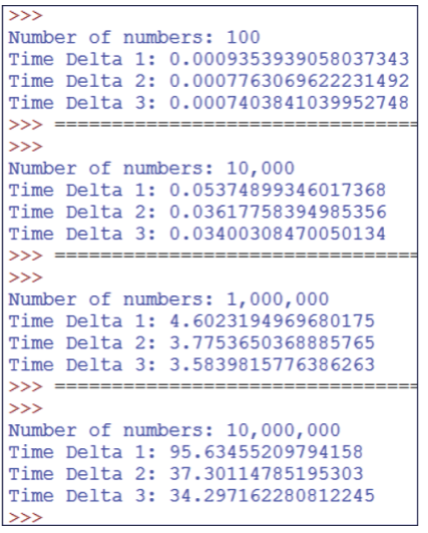 >>>
Number of numbers: 100
Time Delta 1: 0.0009353939058037343
Time Delta 2: 0.0007763069622231492
Time Delta 3: 0.0007403841039952748
>>> ================================
>>>
Number of numbers: 10,000
Time Delta 1: 0.05374899346017368
Time Delta 2: 0.03617758394985356
Time Delta 3: 0.03400308470050134
>>> ================================
>>>
Number of numbers: 1,000,000
Time Delta 1: 4.6023194969680175
Time Delta 2: 3.7753650368885765
Time Delta 3: 3.5839815776386263
>>> ================================
>>>
Number of numbers: 10,000,000
Time Delta 1: 95.63455209794158
Time Delta 2: 37.30114785195303
Time Delta 3: 34.297162280812245
>>>